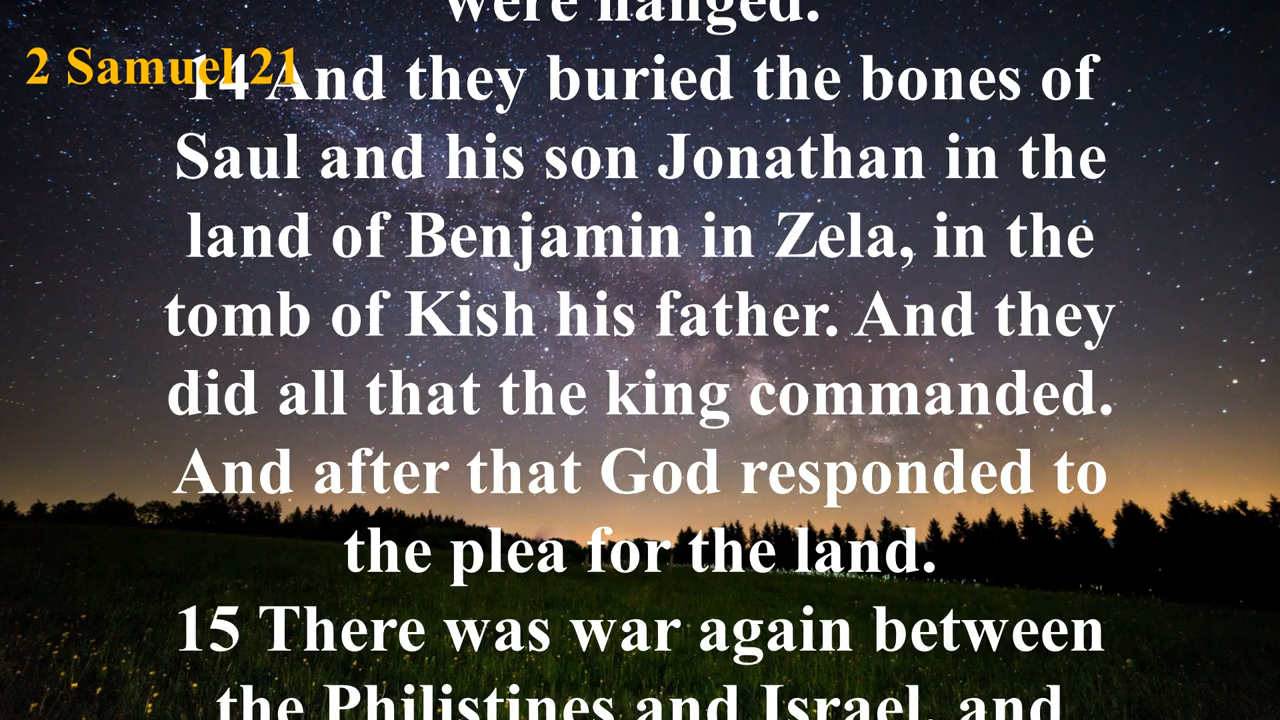 were hanged.
2 Samuel 21
14 And they buried the bones of
Saul and his son Jonathan in the
land of Benjamin in Zela, in the
tomb of Kish his father. And they
did all that the king commanded.
And after that God responded to
the plea for the land.
15 There was war again between
the Philistines and Israel, and